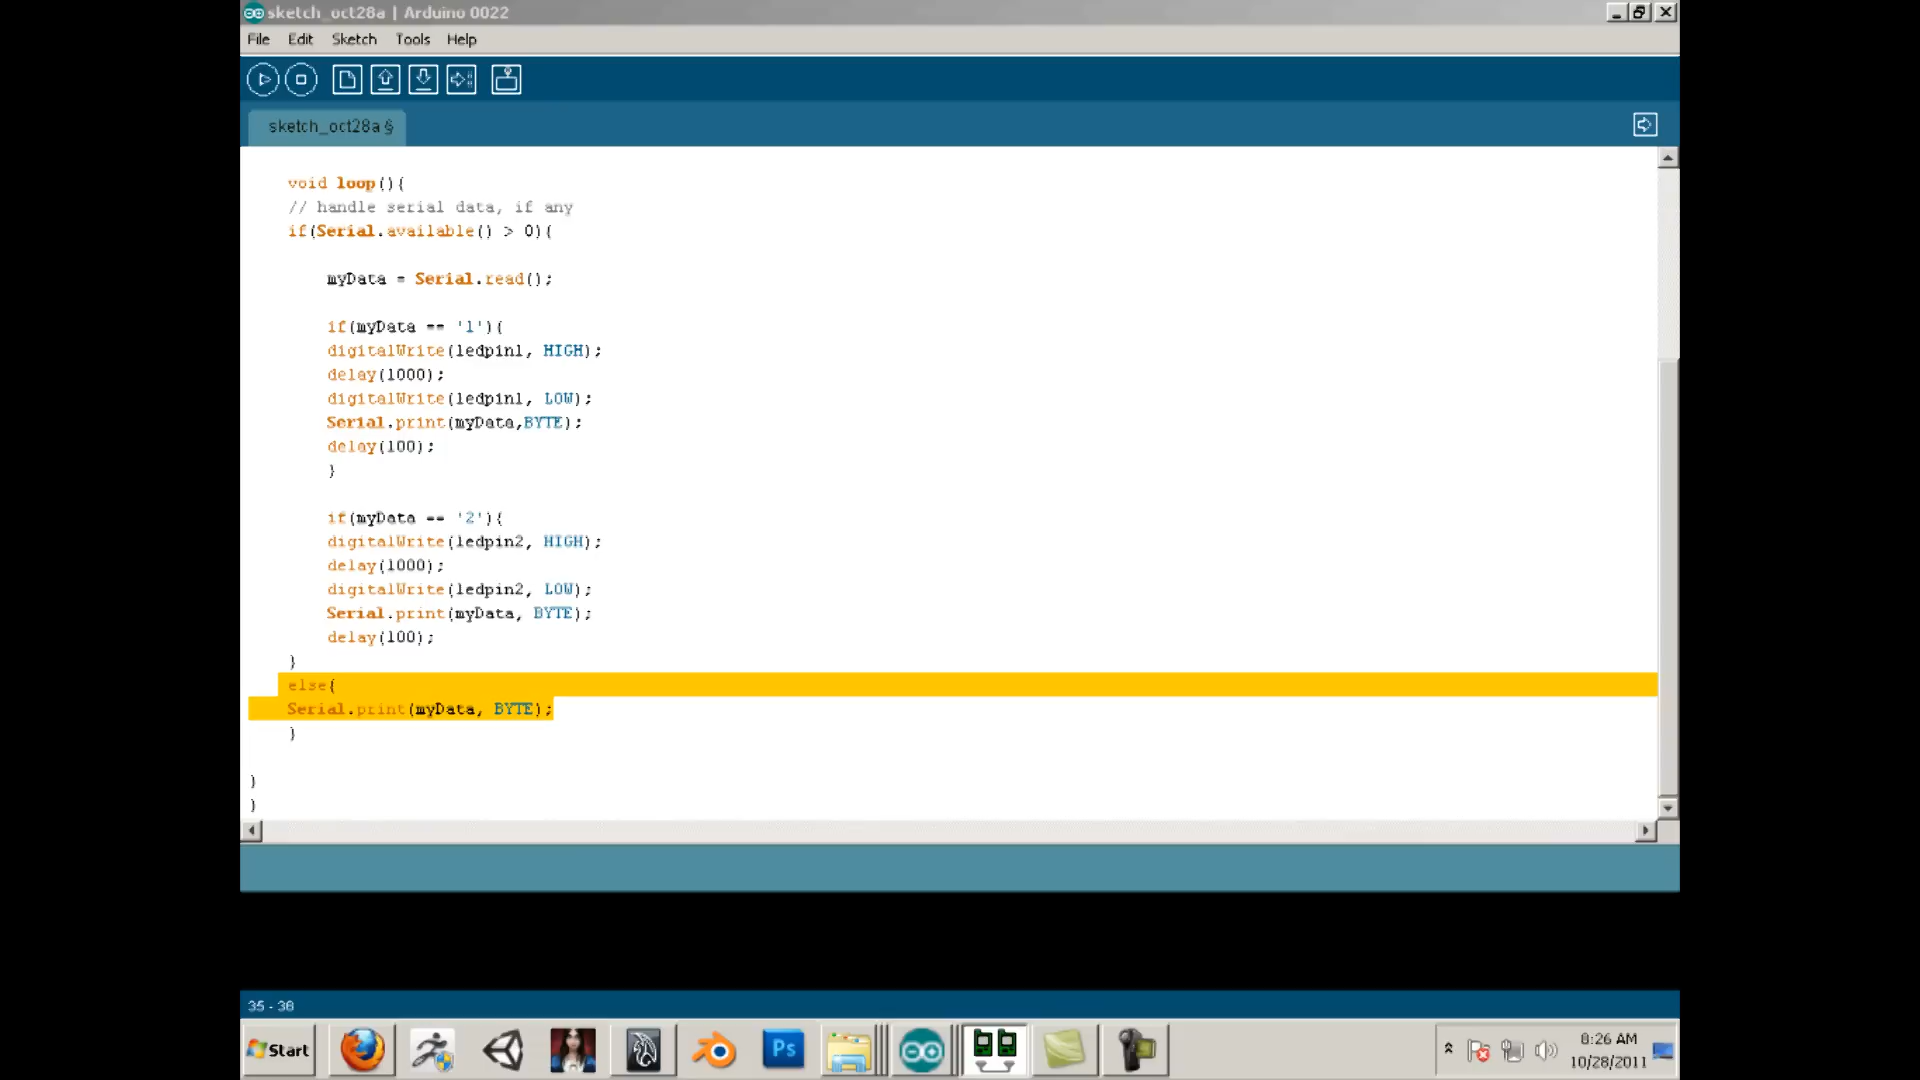 sketch_oct28a | Arduino 0022
File Edit Sketch Tools Help
sketch_oct28a §
void loop(){
// handle serial data, if any
if(Serial.available() > 0){
myData = Serial.read();
if(myData == '1'){
digitalWrite(ledpin1, HIGH);
delay(1000);
digitalWrite(ledpin1, LOW);
Serial.print(myData,BYTE);
delay(100);
}
if(myData == '2'){
digitalWrite(ledpin2, HIGH);
delay(1000);
digitalWrite(ledpin2, LOW);
Serial.print(myData, BYTE);
delay(100);
}
else{
Serial.print(myData, BYTE);
}
}
}
35 - 36
Start
Ps
8:26 AM
10/28/2011